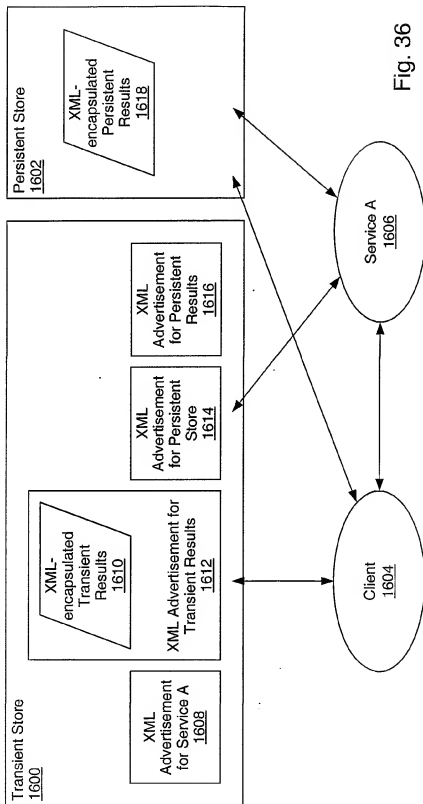 Transient Store
1600
XML
Advertisement
for Service A
1608
XML-
encapsulated
Transient
Results
1610
XML Advertisement for
Transient Results
1612
XML
Advertisement
for Persistent
Store
1614
XML
Advertisement
for Persistent
Results
1616
Persistent Store
1602
XML-
encapsulated
Persistent
Results
1618
Client
1604
Service A
1606
Fig. 36